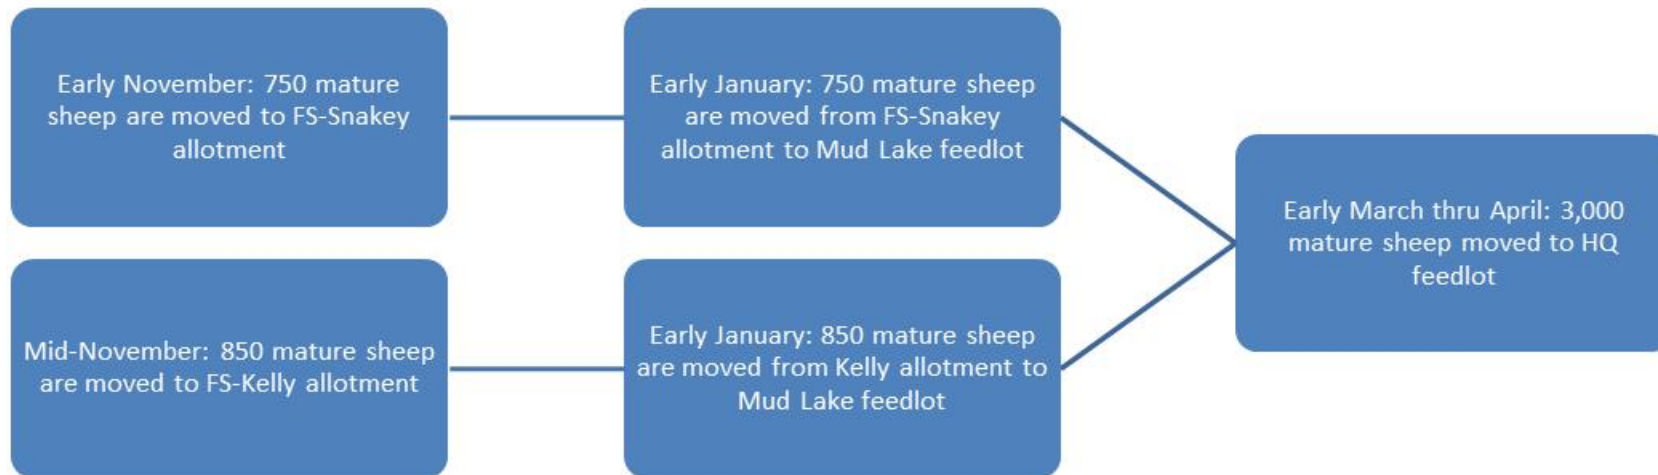 Early November: 750 mature
sheep are moved to FS-Snakey
allotment
Early January: 750 mature sheep
are moved from FS-Snakey
allotment to Mud Lake feedlot
Early March thru April: 3,000
mature sheep moved to HQ
feedlot
Mid-November: 850 mature sheep
are moved to FS-Kelly allotment
Early January: 850 mature sheep
are moved from Kelly allotment to
Mud Lake feedlot